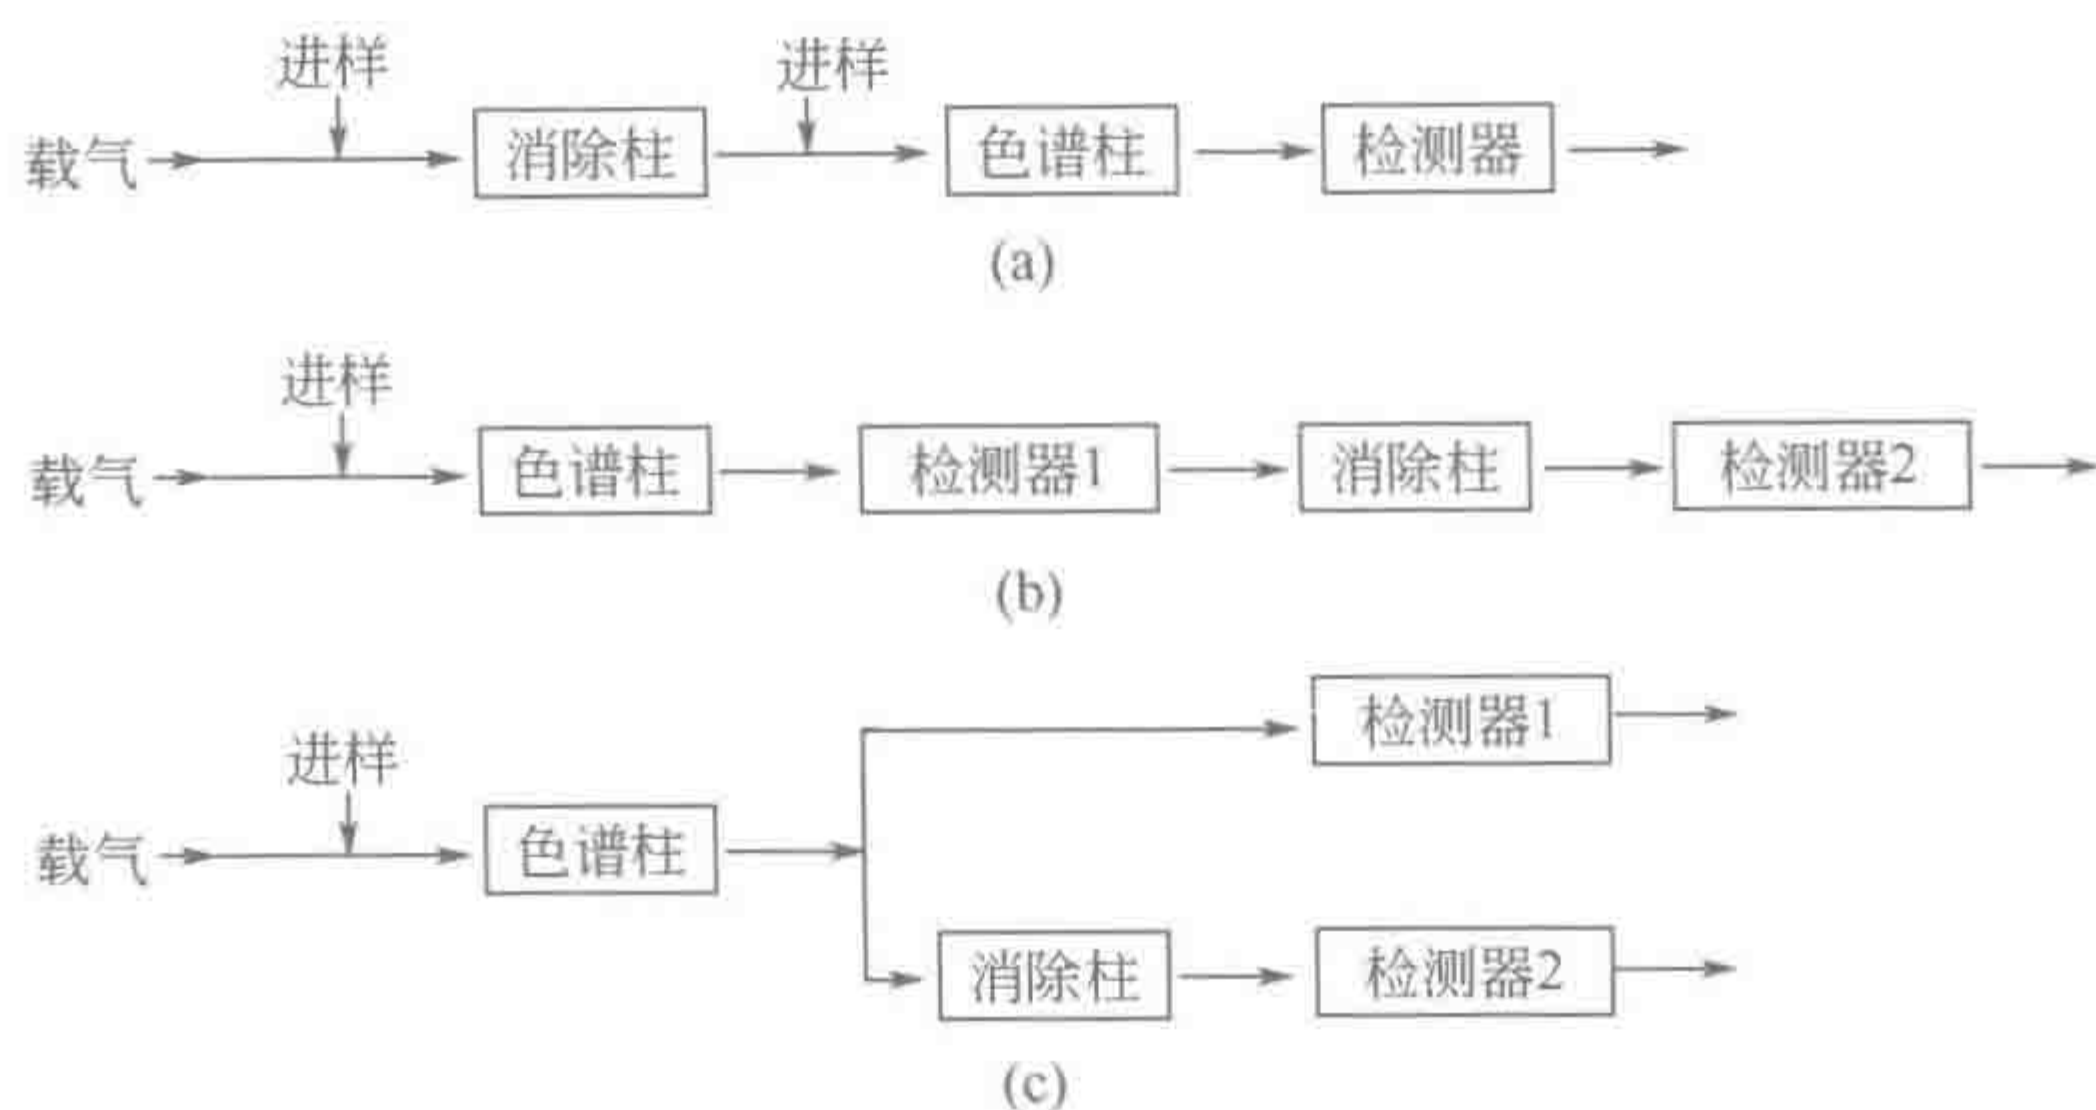 进样 进样
载气 消除柱 色谱柱 检测器
(a)
进样
载气 色谱柱 检测器1 消除柱 检测器2
(b)
检测器1
进样
载气 色谱柱
消除柱 检测器2
(c)